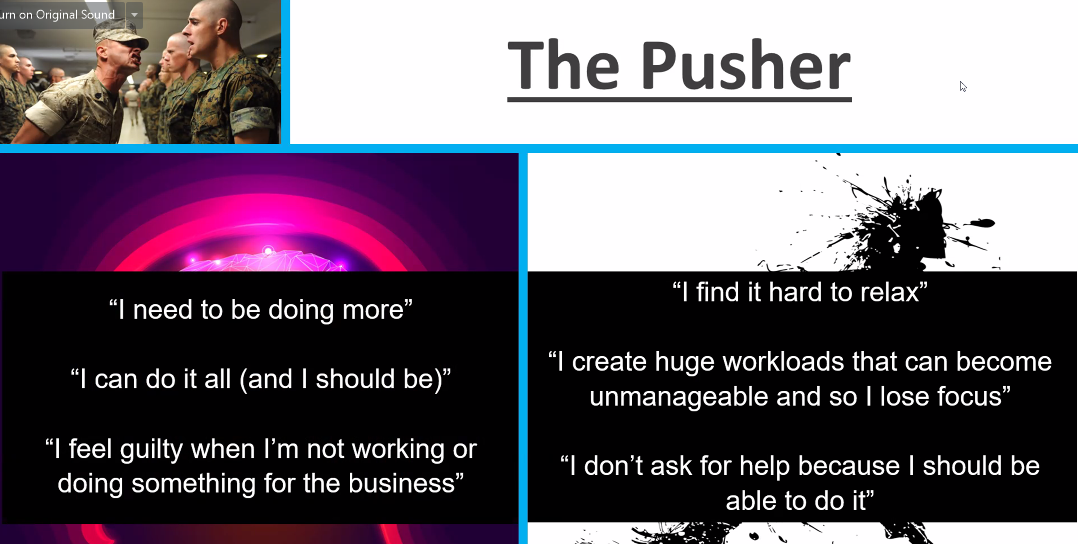 urn on Original Sound
The Pusher
“I need to be doing more”
“I can do it all (and I should be)”
“I feel guilty when I’m not working or
doing something for the business”
“I find it hard to relax”
“I create huge workloads that can become
unmanageable and so I lose focus”
“I don’t ask for help because I should be
able to do it”